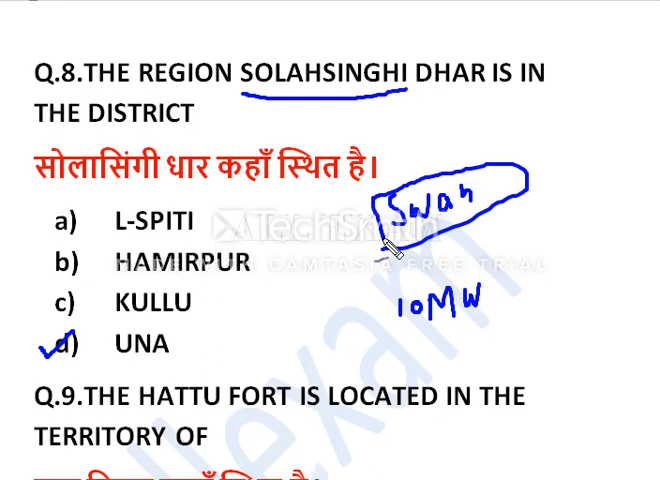 Q.8.THE REGION SOLAHSINGHI DHAR IS IN
THE DISTRICT
सोलासिंगी धार कहाँ स्थित है।
a) L-SPITI
b) HAMIRPUR
c) KULLU
d) UNA
Swan
10MW
Q.9.THE HATTU FORT IS LOCATED IN THE
TERRITORY OF